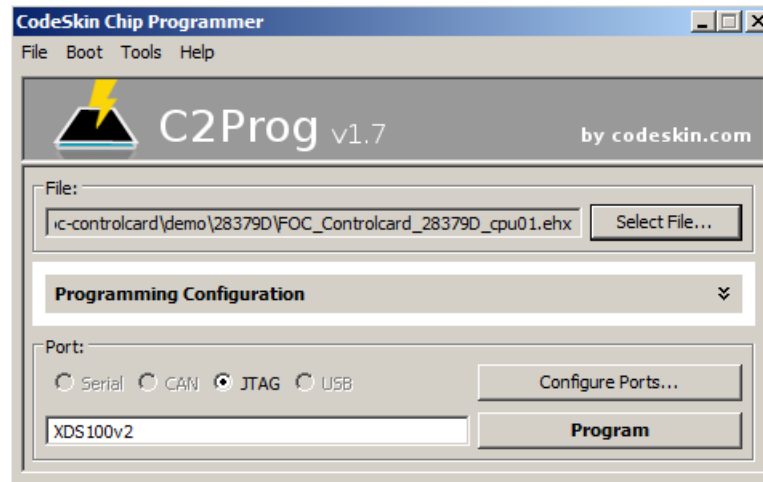 CodeSkin Chip Programmer
File Boot Tools Help
C2Prog v1.7 by codeskin.com
File:
c-controlcard\demo\28379D\FOC_Controlcard_28379D_cpu01.ehx Select File...
Programming Configuration
Port:
Serial CAN JTAG USB Configure Ports...
XDS100v2 Program